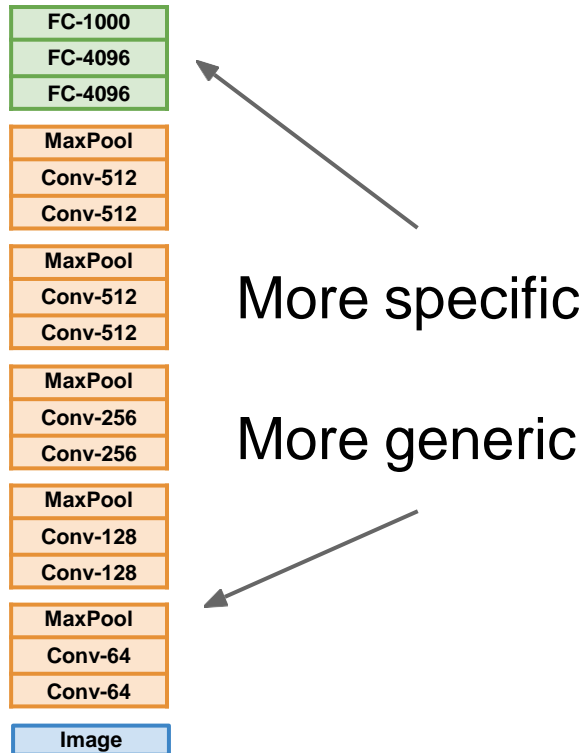 FC-1000
FC-4096
FC-4096
MaxPool
Conv-512
Conv-512
MaxPool
Conv-512
Conv-512
More specific
MaxPool
Conv-256
Conv-256
More generic
MaxPool
Conv-128
Conv-128
MaxPool
Conv-64
Conv-64
Image